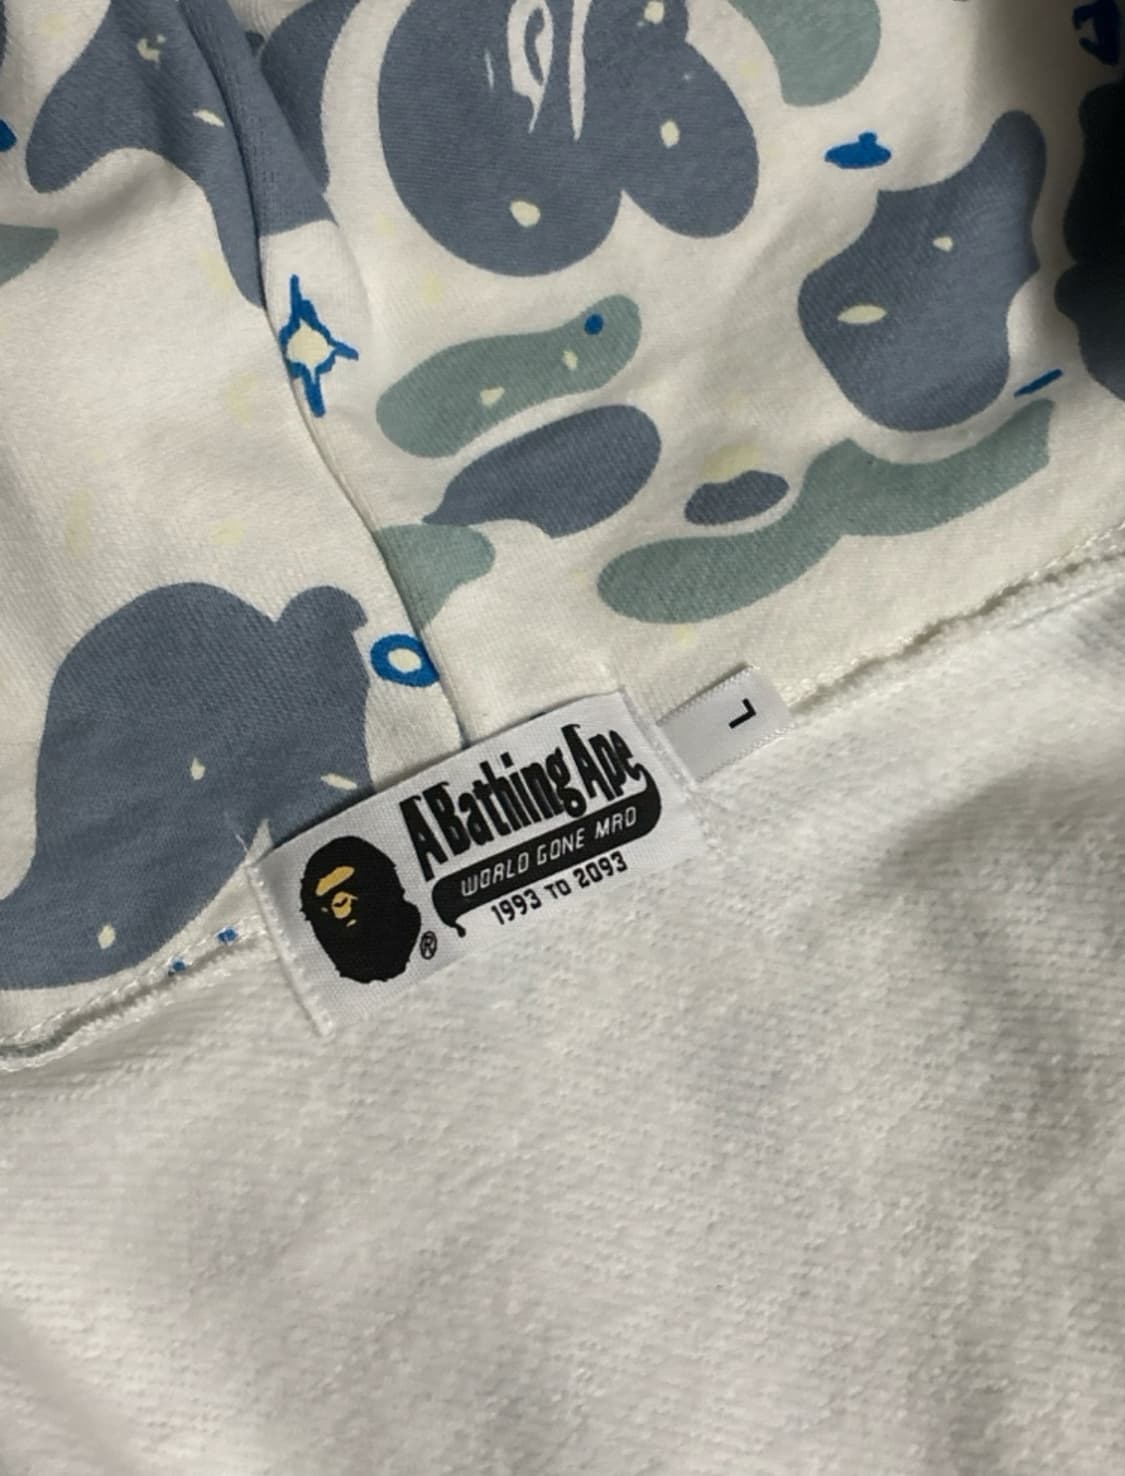 A Bathing Ape
WORLD GONE MAD
1993 TO 2093
®
L